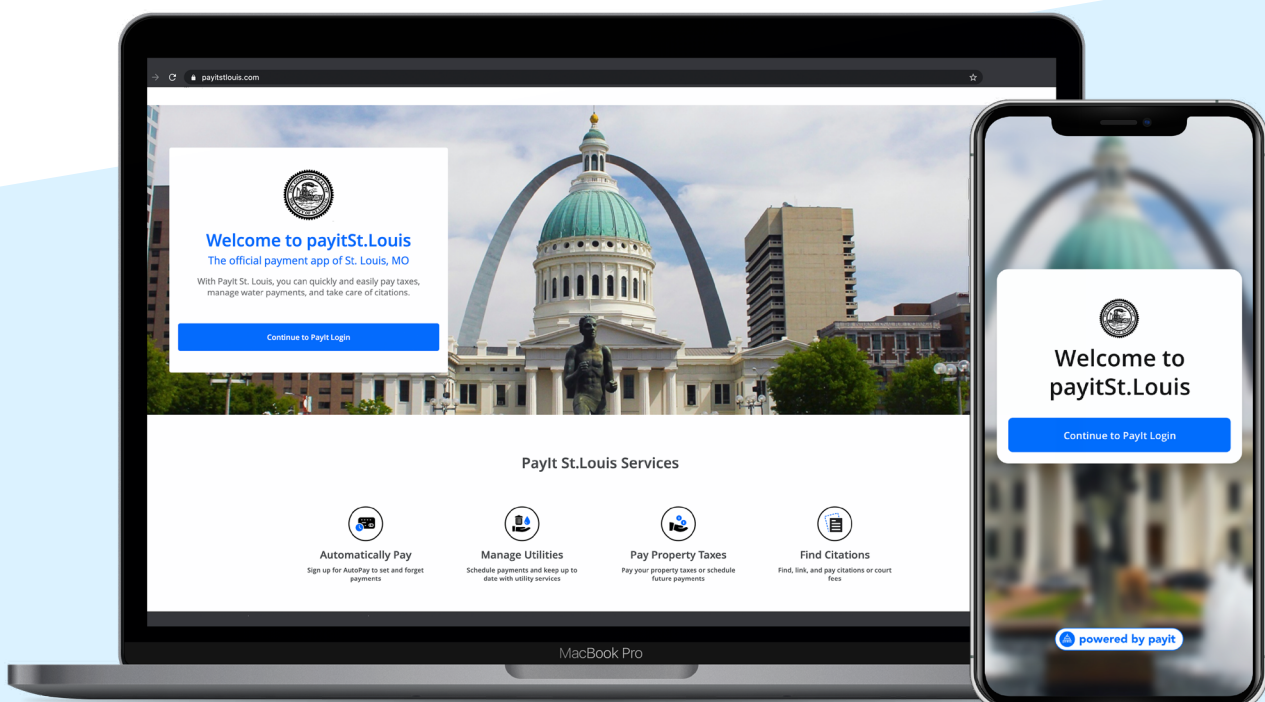 payitstlouis.com
Welcome to payitSt.Louis
The official payment app of St. Louis, MO
With PayIt St. Louis, you can quickly and easily pay taxes,
manage water payments, and take care of citations.
Continue to PayIt Login
PayIt St.Louis Services
Automatically Pay
Sign up for AutoPay to set and forget
payments
Manage Utilities
Schedule payments and keep up to
date with utility services
Pay Property Taxes
Pay your property taxes or schedule
future payments
Find Citations
Find, link, and pay citations or court
fees
MacBook Pro
Welcome to
payitSt.Louis
Continue to PayIt Login
powered by payit